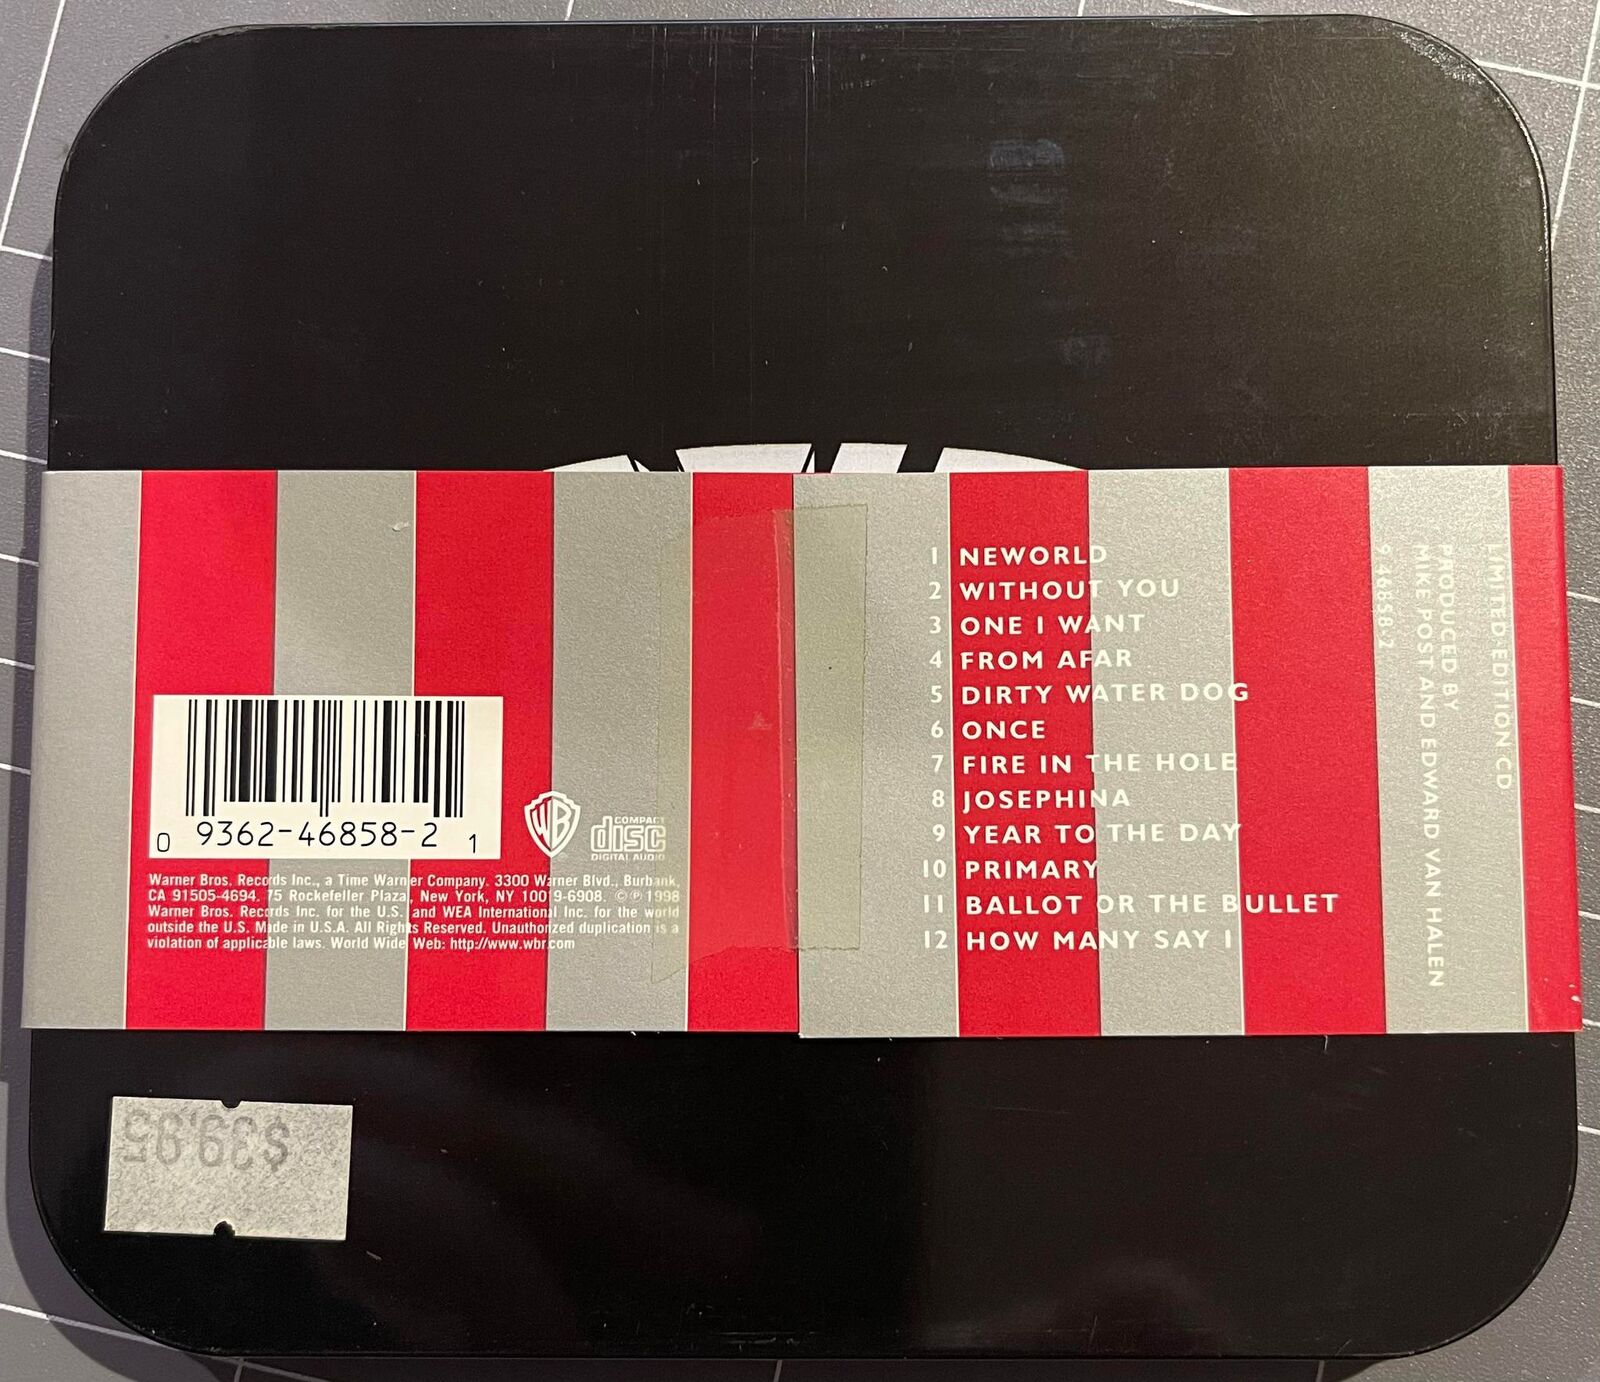 1 NEWORLD
2 WITHOUT YOU
3 ONE I WANT
4 FROM AFAR
5 DIRTY WATER DOG
6 ONCE
7 FIRE IN THE HOLE
8 JOSEPHINA
9 YEAR TO THE DAY
10 PRIMARY
11 BALLOT OR THE BULLET
12 HOW MANY SAY I
LIMITED EDITION CD
PRODUCED BY
MIKE POST AND EDWARD VAN HALEN
9 46858-2
0 9362-46858-2 1
WB
COMPACT
disc
DIGITAL AUDIO
Warner Bros. Records Inc., a Time Warner Company. 3300 Warner Blvd., Burbank,
CA 91505-4694. 75 Rockefeller Plaza, New York, NY 10019-6908. ©℗1998
Warner Bros. Records Inc. for the U.S. and WEA International Inc. for the world
outside the U.S. Made in U.S.A. All Rights Reserved. Unauthorized duplication is a
violation of applicable laws. World Wide Web: http://www.wbr.com
$39.95